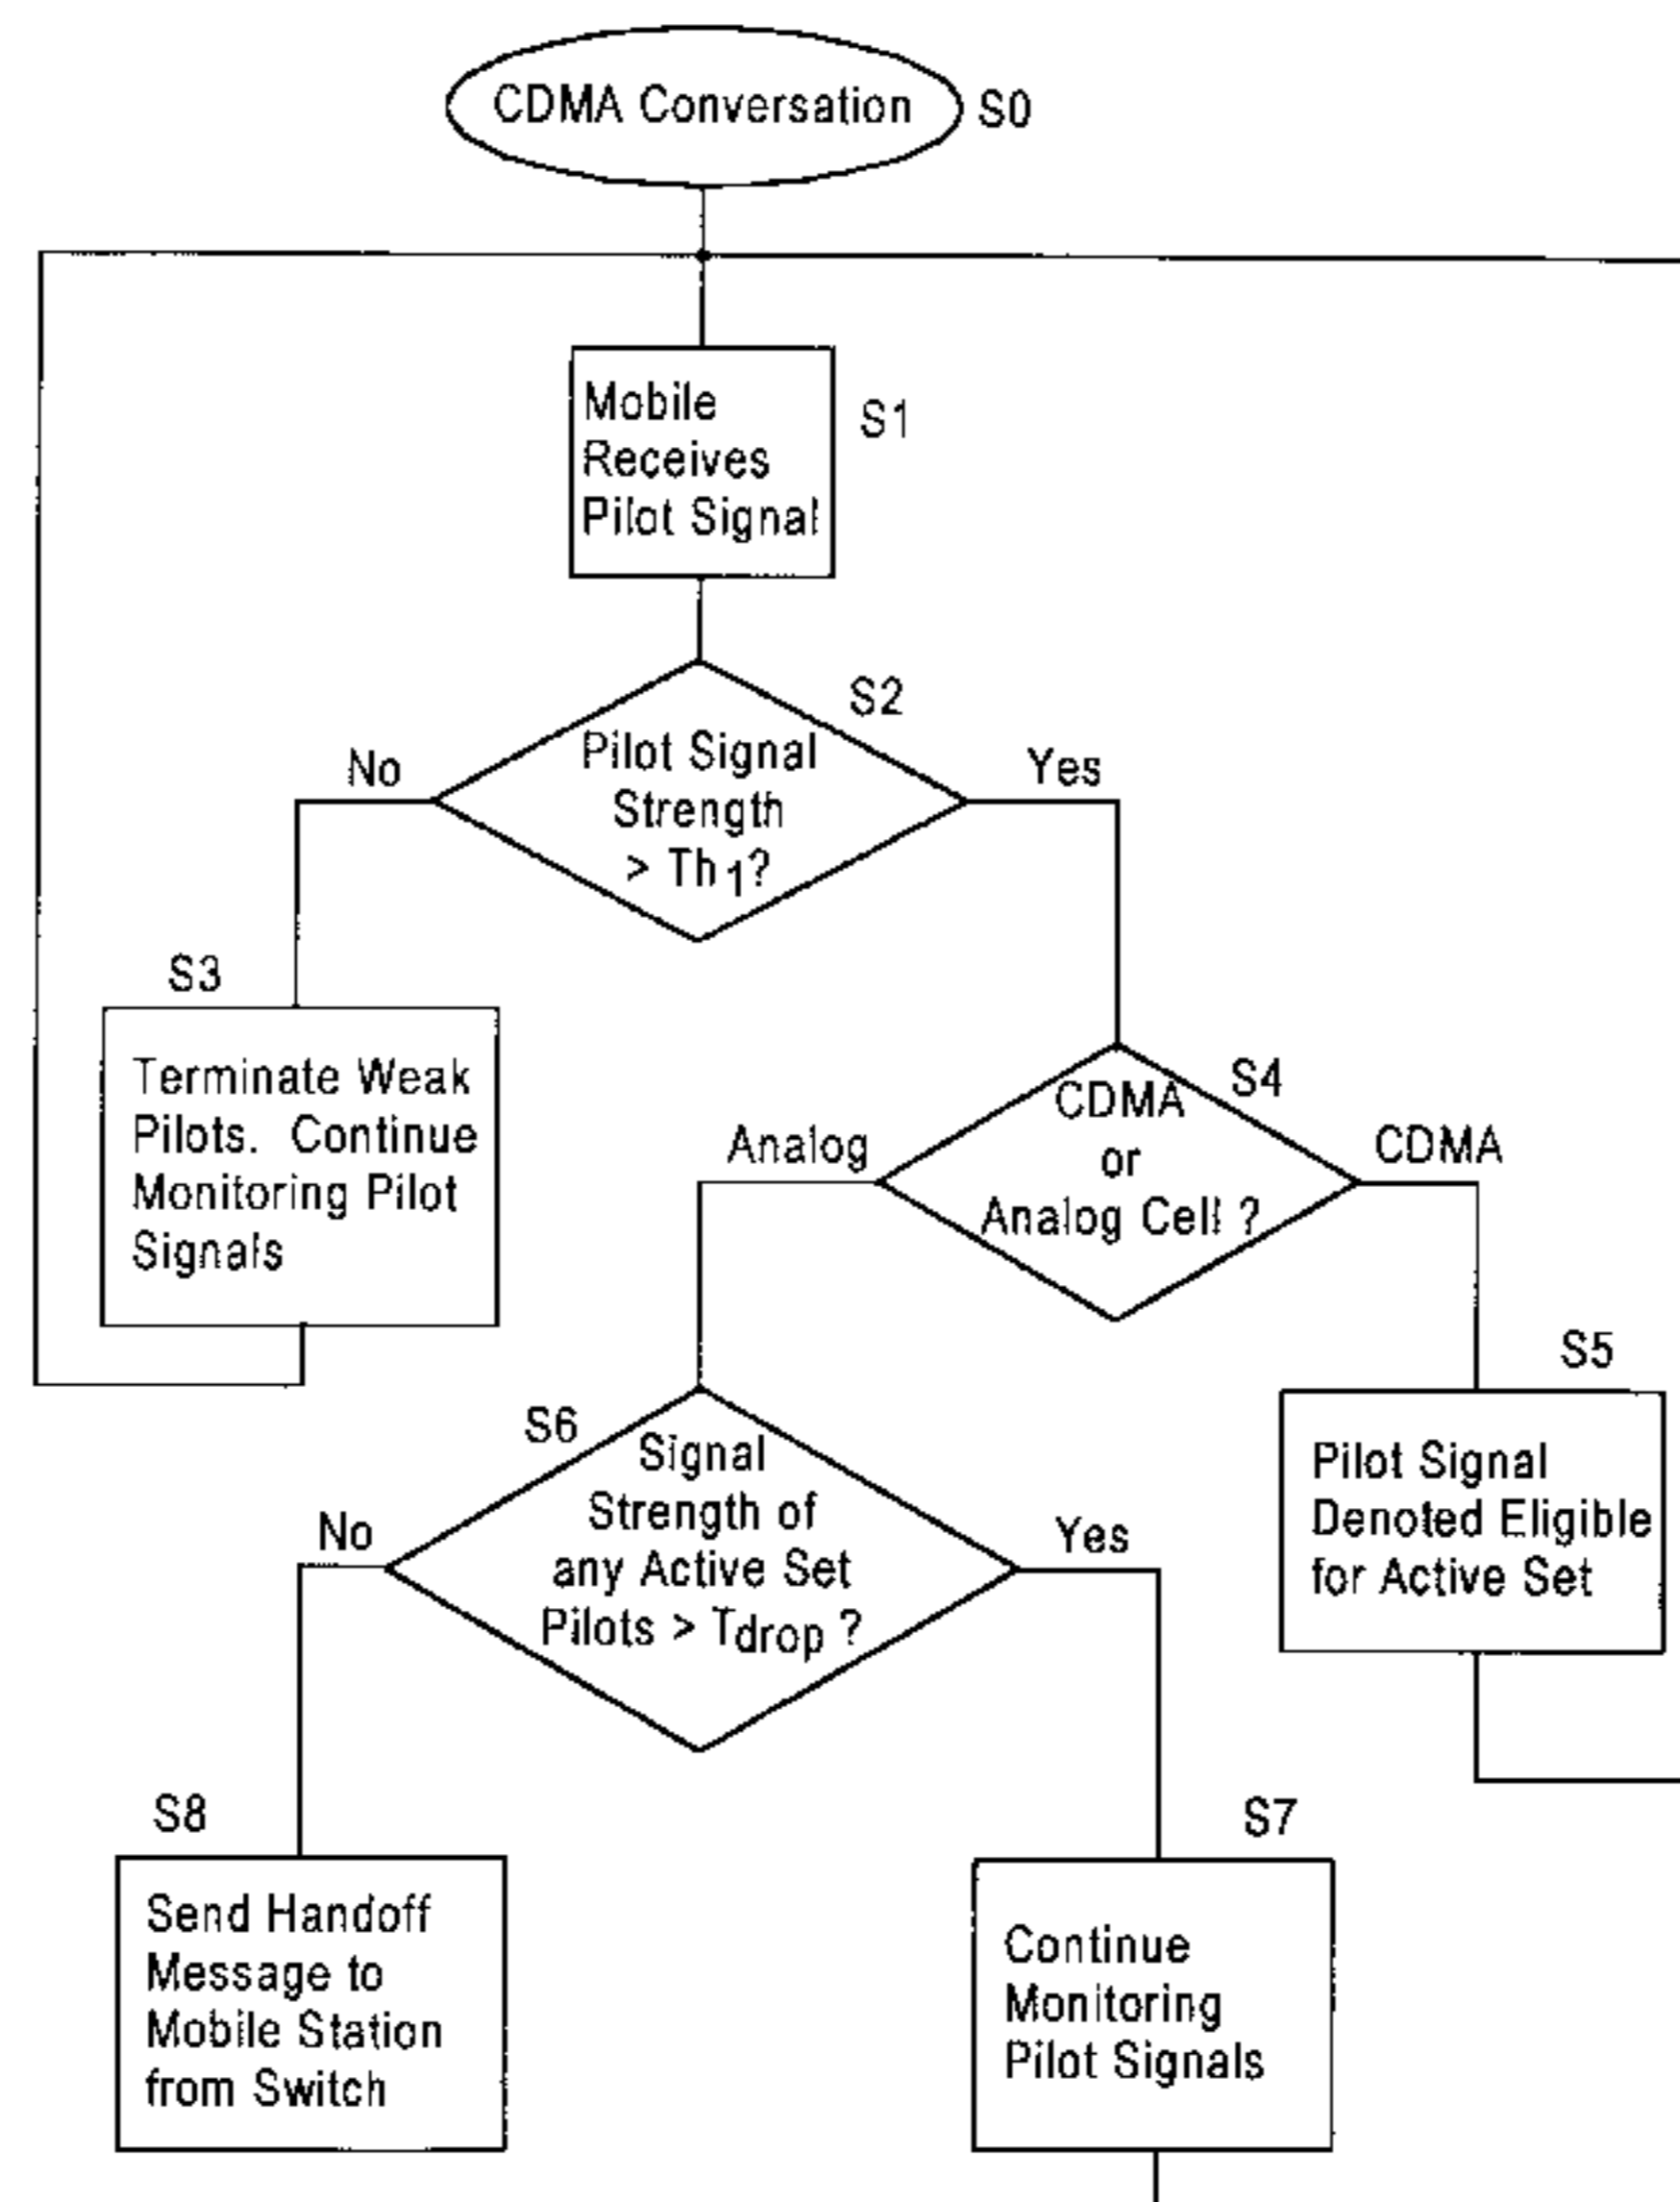 CDMA Conversation
S0
Mobile
Receives
Pilot Signal
S1
S2
Pilot Signal
Strength
> Th1?
No
Yes
S3
Terminate Weak
Pilots. Continue
Monitoring Pilot
Signals
S4
CDMA
or
Analog Cell ?
Analog
CDMA
S5
Pilot Signal
Denoted Eligible
for Active Set
S6
Signal
Strength of
any Active Set
Pilots > Tdrop ?
No
Yes
S8
Send Handoff
Message to
Mobile Station
from Switch
S7
Continue
Monitoring
Pilot Signals